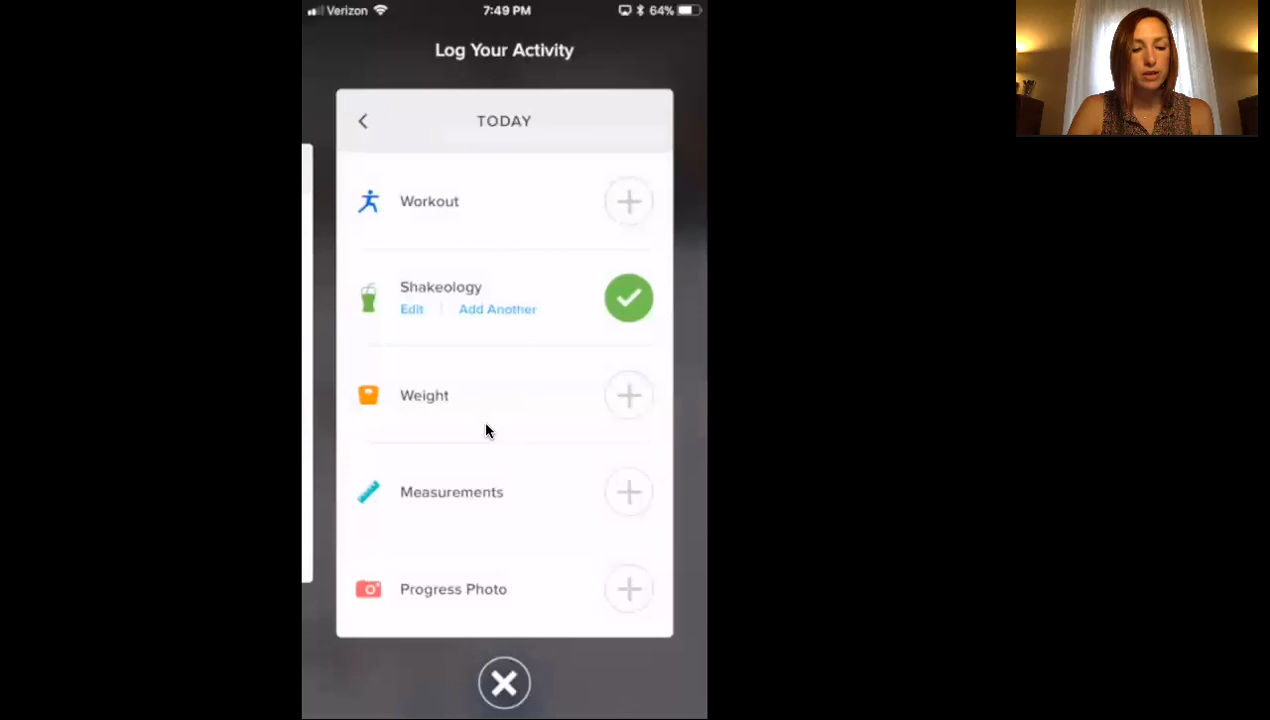 Verizon 7:49 PM 64%
Log Your Activity
TODAY
Workout
Shakeology
Edit | Add Another
Weight
Measurements
Progress Photo